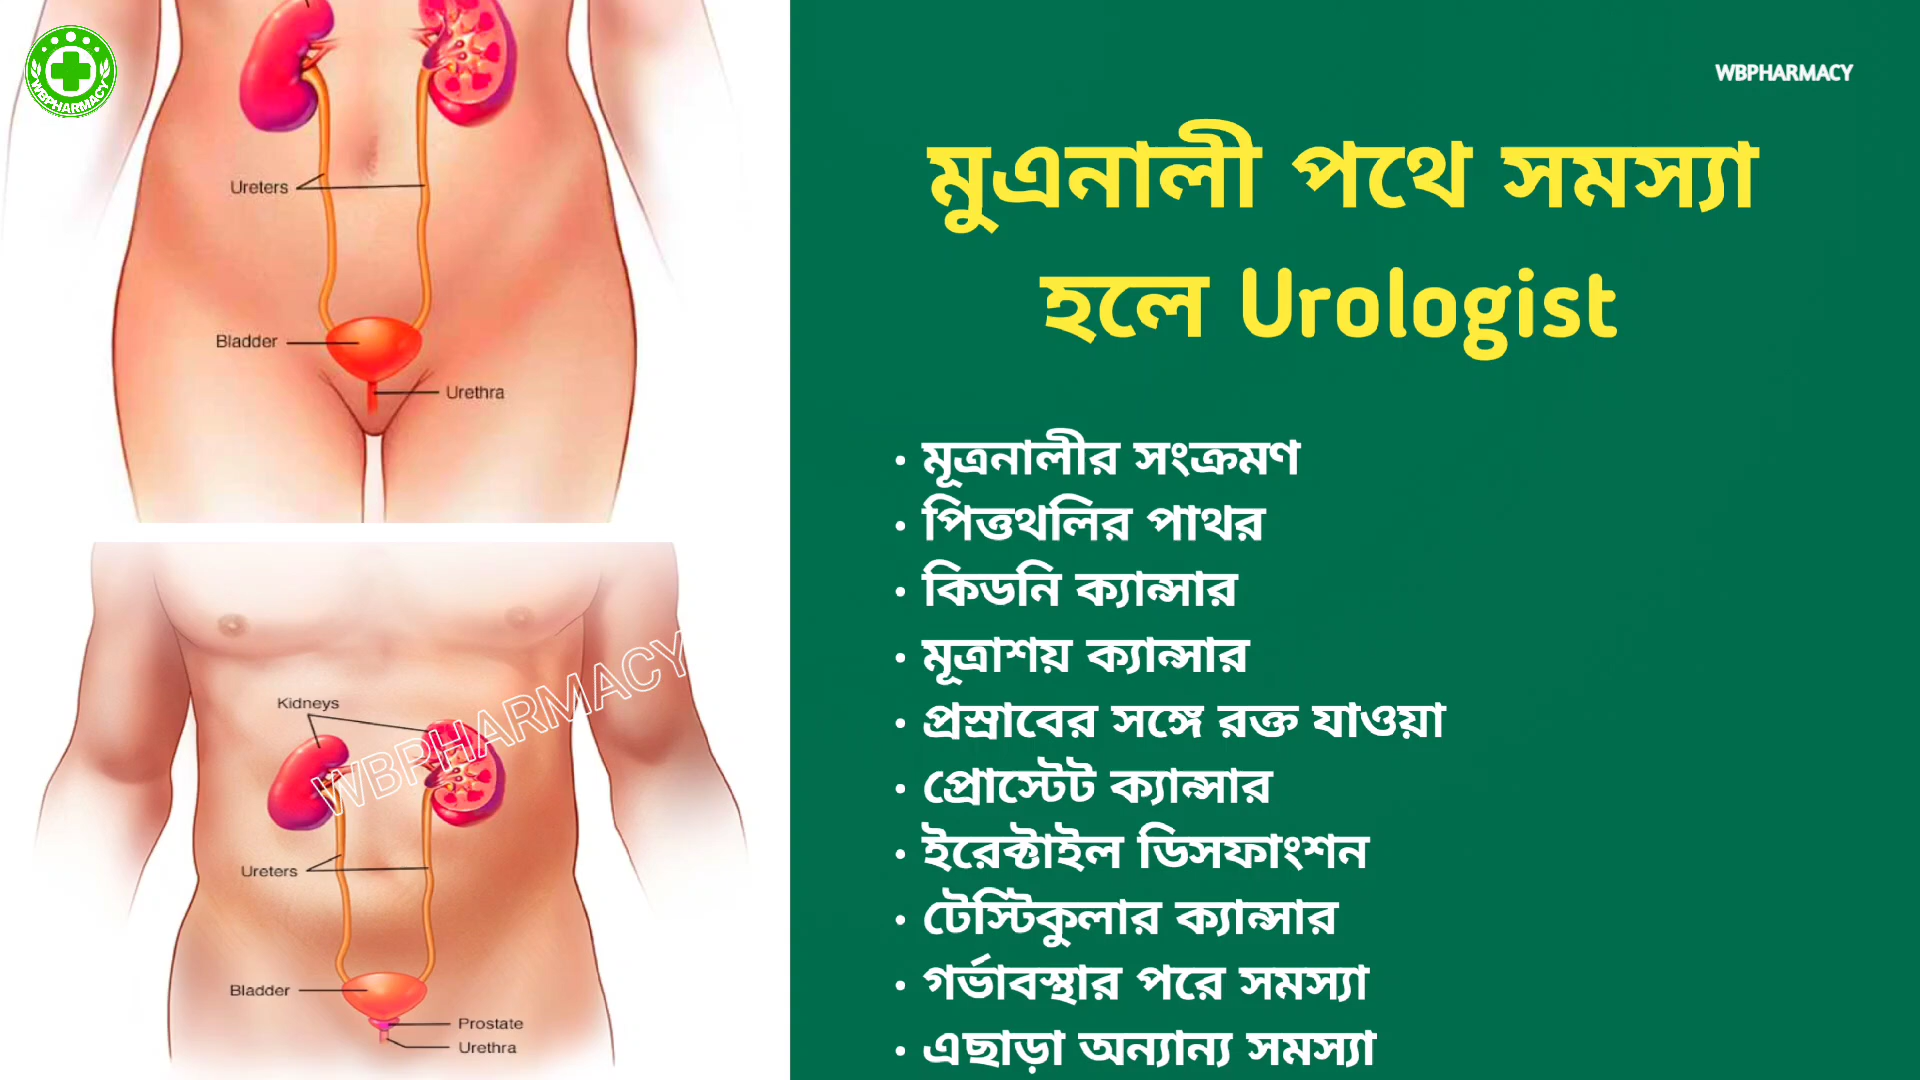 WBPHARMACY
Ureters
Bladder
Urethra
Kidneys
WBPHARMACY
Ureters
Bladder
Prostate
Urethra
WBPHARMACY
মুএনালী পথে সমস্যা
হলে Urologist
• মূত্রনালীর সংক্রমণ
• পিত্তথলির পাথর
• কিডনি ক্যান্সার
• মূত্রাশয় ক্যান্সার
• প্রস্রাবের সঙ্গে রক্ত যাওয়া
• প্রোস্টেট ক্যান্সার
• ইরেক্টাইল ডিসফাংশন
• টেস্টিকুলার ক্যান্সার
• গর্ভাবস্থার পরে সমস্যা
• এছাড়া অন্যান্য সমস্যা